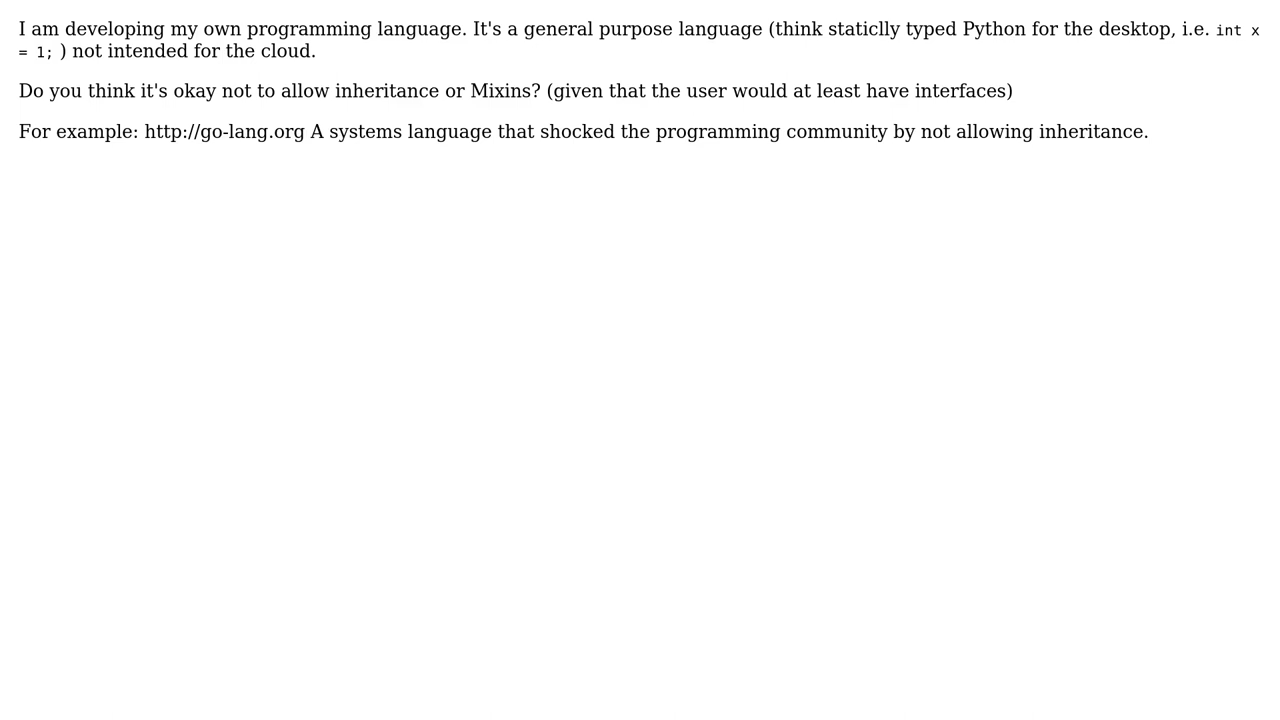 I am developing my own programming language. It's a general purpose language (think staticlly typed Python for the desktop, i.e. int x
= 1; ) not intended for the cloud.
Do you think it's okay not to allow inheritance or Mixins? (given that the user would at least have interfaces)
For example: http://go-lang.org A systems language that shocked the programming community by not allowing inheritance.